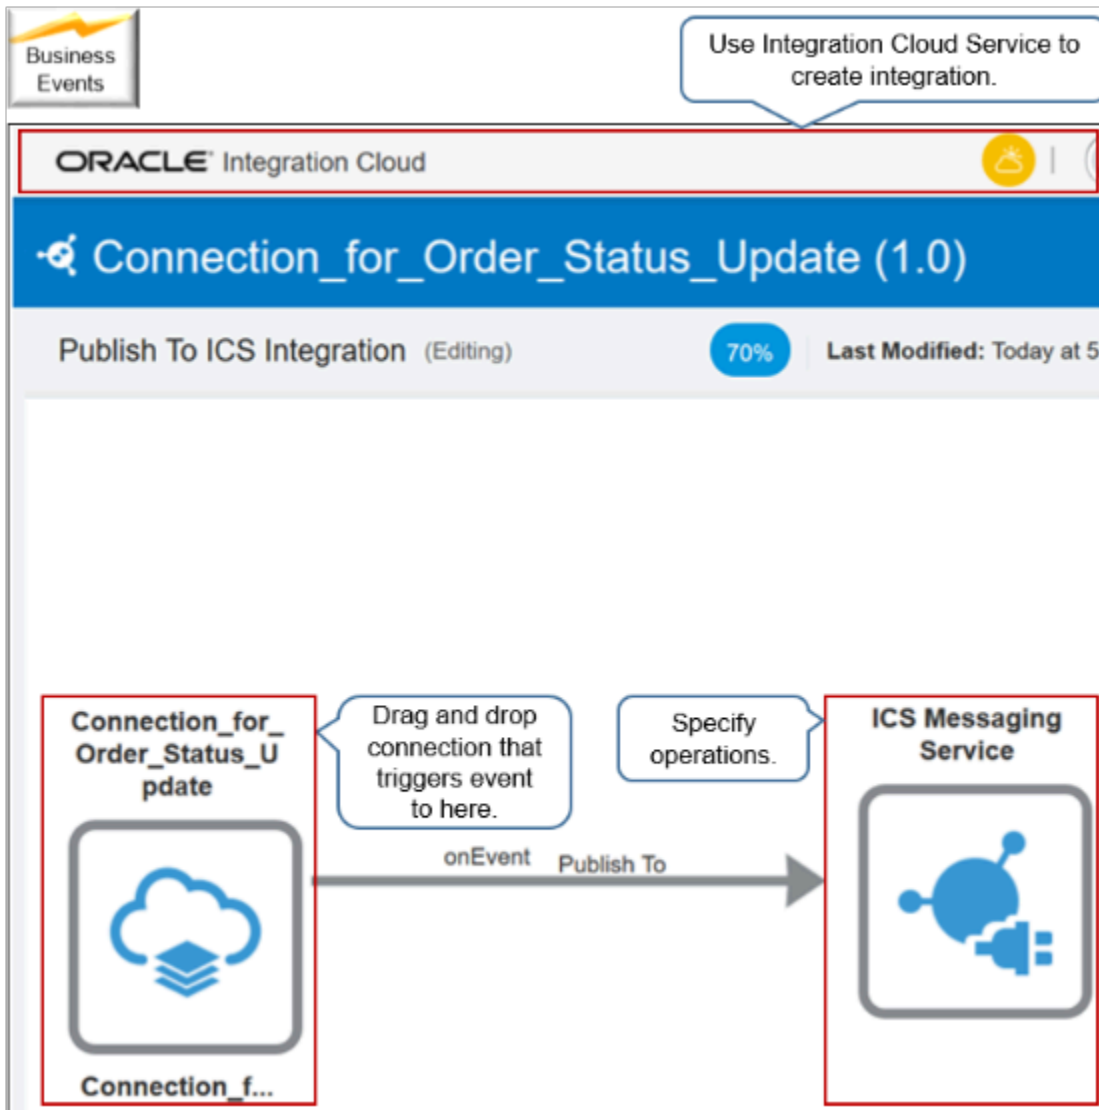 Business
Events
Use Integration Cloud Service to
create integration.
ORACLE Integration Cloud
Connection_for_Order_Status_Update (1.0)
Publish To ICS Integration (Editing)
70%
Last Modified: Today at 5
Connection_for_
Order_Status_U
pdate
Drag and drop
connection that
triggers event
to here.
Specify
operations.
ICS Messaging
Service
onEvent
Publish To
Connection_f...